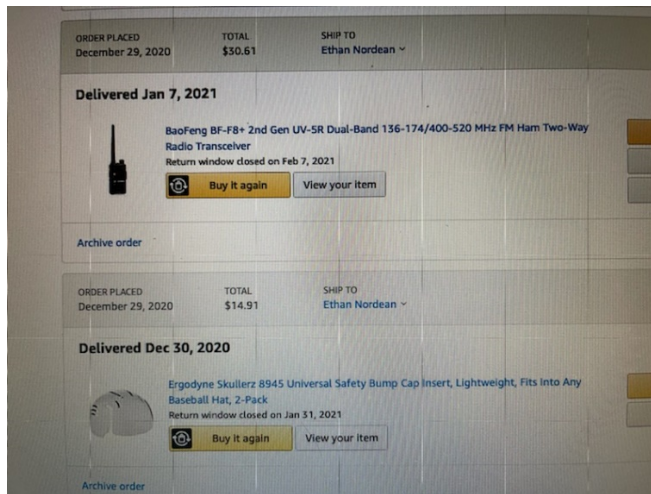 ORDER PLACED TOTAL SHIP TO
December 29, 2020 $30.61 Ethan Nordean
Delivered Jan 7, 2021
BaoFeng BF-F8+ 2nd Gen UV-5R Dual-Band 136-174/400-520 MHz FM Ham Two-Way
Radio Transceiver
Return window closed on Feb 7, 2021
Buy it again View your item
Archive order
ORDER PLACED TOTAL SHIP TO
December 29, 2020 $14.91 Ethan Nordean
Delivered Dec 30, 2020
Ergodyne Skullerz 8945 Universal Safety Bump Cap Insert, Lightweight, Fits Into Any
Baseball Hat, 2-Pack
Return window closed on Jan 31, 2021
Buy it again View your item
Archive order